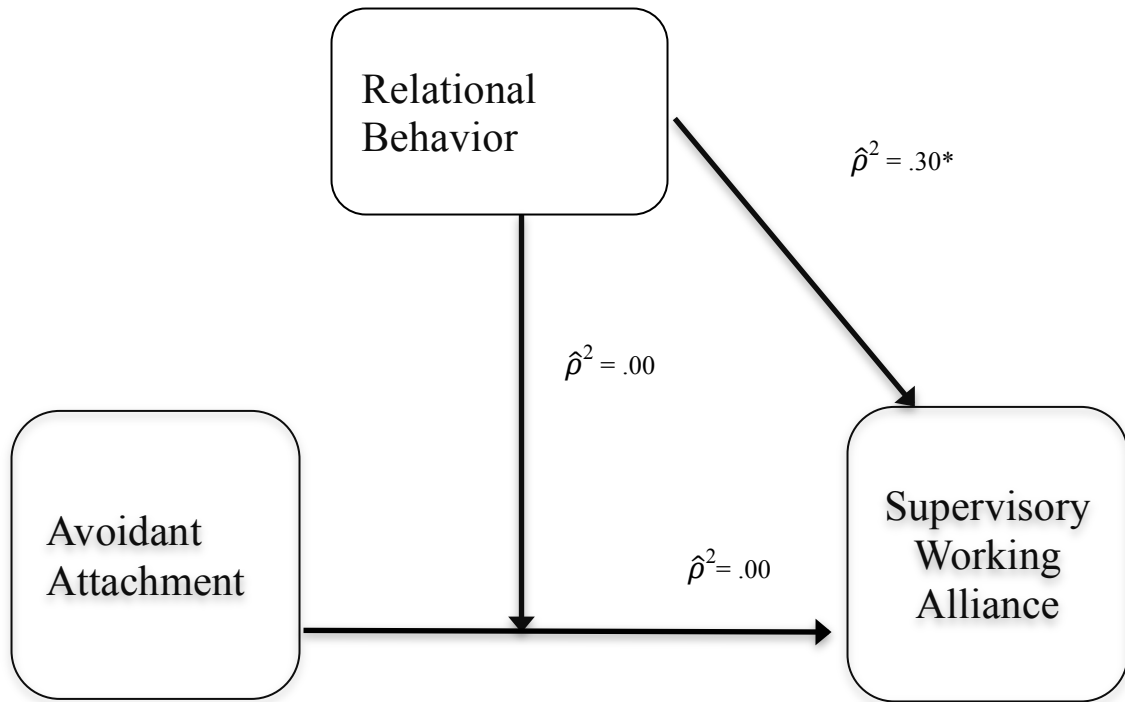 Relational
Behavior
ρ̂² = .30*
ρ̂² = .00
Avoidant
Attachment
ρ̂²= .00
Supervisory
Working
Alliance